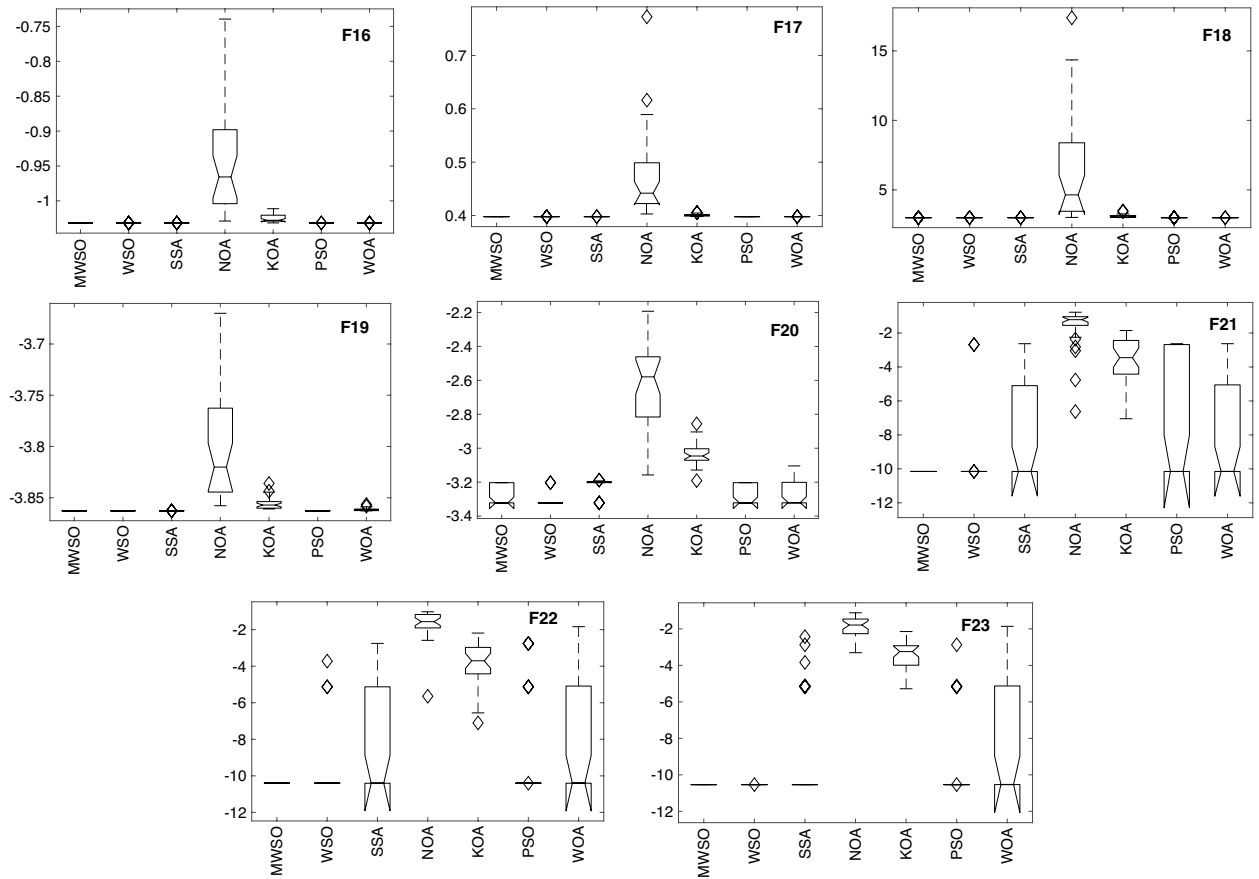 F16
-0.75
-0.8
-0.85
-0.9
-0.95
-1
MWSO WSO SSA NOA KOA PSO WOA
F17
0.7
0.6
0.5
0.4
MWSO WSO SSA NOA KOA PSO WOA
F18
15
10
5
MWSO WSO SSA NOA KOA PSO WOA
F19
-3.7
-3.75
-3.8
-3.85
MWSO WSO SSA NOA KOA PSO WOA
F20
-2.2
-2.4
-2.6
-2.8
-3
-3.2
-3.4
MWSO WSO SSA NOA KOA PSO WOA
F21
-2
-4
-6
-8
-10
-12
MWSO WSO SSA NOA KOA PSO WOA
F22
-2
-4
-6
-8
-10
-12
MWSO WSO SSA NOA KOA PSO WOA
F23
-2
-4
-6
-8
-10
-12
MWSO WSO SSA NOA KOA PSO WOA